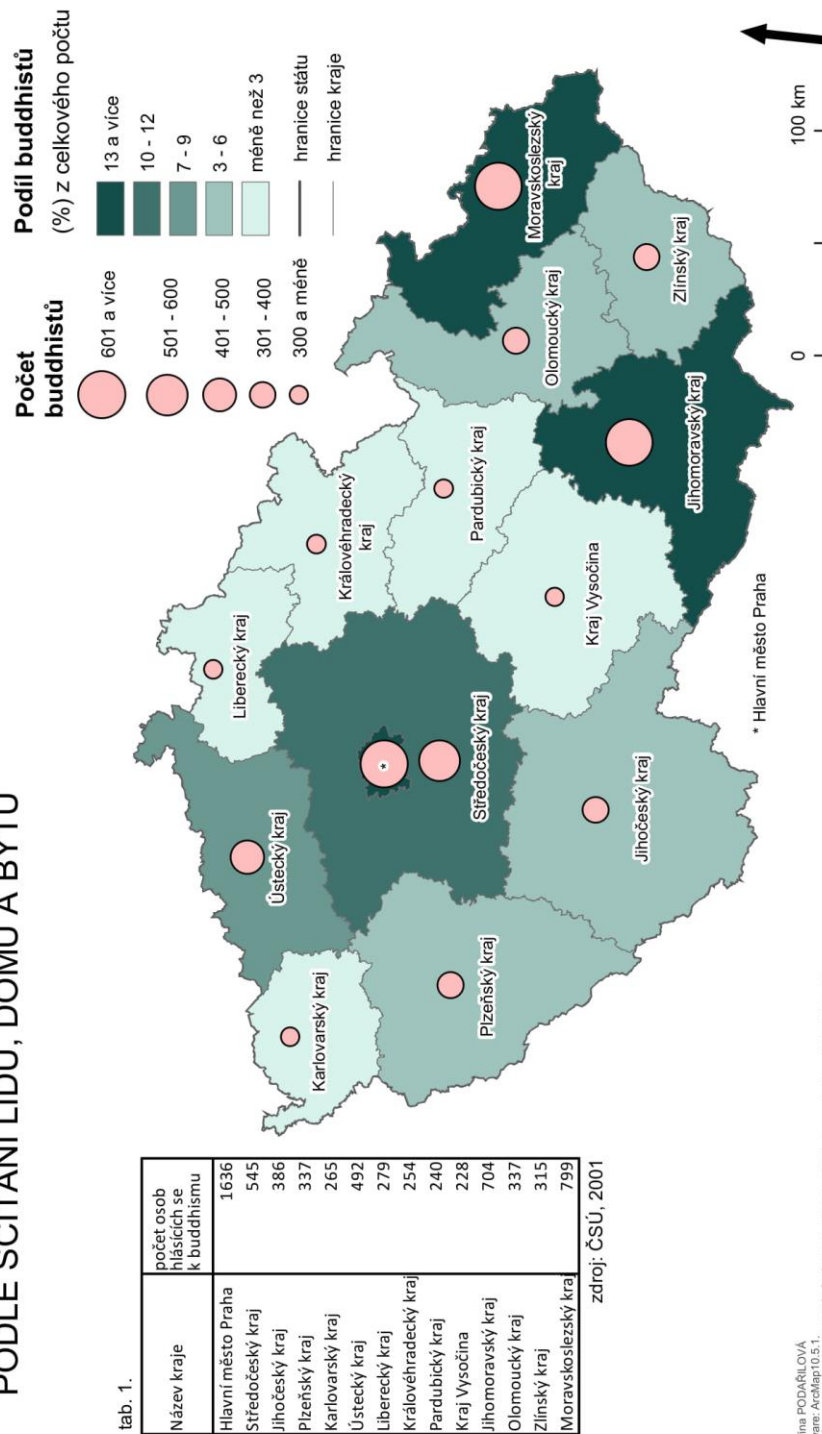 PODLE SČÍTÁNÍ LIDU, DOMŮ A BYTŮ
Počet
buddhistů
601 a více
501 - 600
401 - 500
301 - 400
300 a méně
Podíl buddhistů
(%) z celkového počtu
13 a více
10 - 12
7 - 9
3 - 6
méně než 3
hranice státu
hranice kraje
Karlovarský kraj
Ústecký kraj
Liberecký kraj
Královéhradecký
kraj
Pardubický kraj
Plzeňský kraj
*
Středočeský kraj
Jihočeský kraj
Kraj Vysočina
Jihomoravský kraj
Olomoucký kraj
Moravskoslezský
kraj
Zlínský kraj
* Hlavní město Praha
0
100 km
tab. 1.
Název kraje počet osob
hlásících se
k buddhismu
Hlavní město Praha 1636
Středočeský kraj 545
Jihočeský kraj 386
Plzeňský kraj 337
Karlovarský kraj 265
Ústecký kraj 492
Liberecký kraj 279
Královéhradecký kraj 254
Pardubický kraj 240
Kraj Vysočina 228
Jihomoravský kraj 704
Olomoucký kraj 337
Zlínský kraj 315
Moravskoslezský kraj 799
zdroj: ČSÚ, 2001
PODAŘILOVÁ
ArcMap10.5.1.